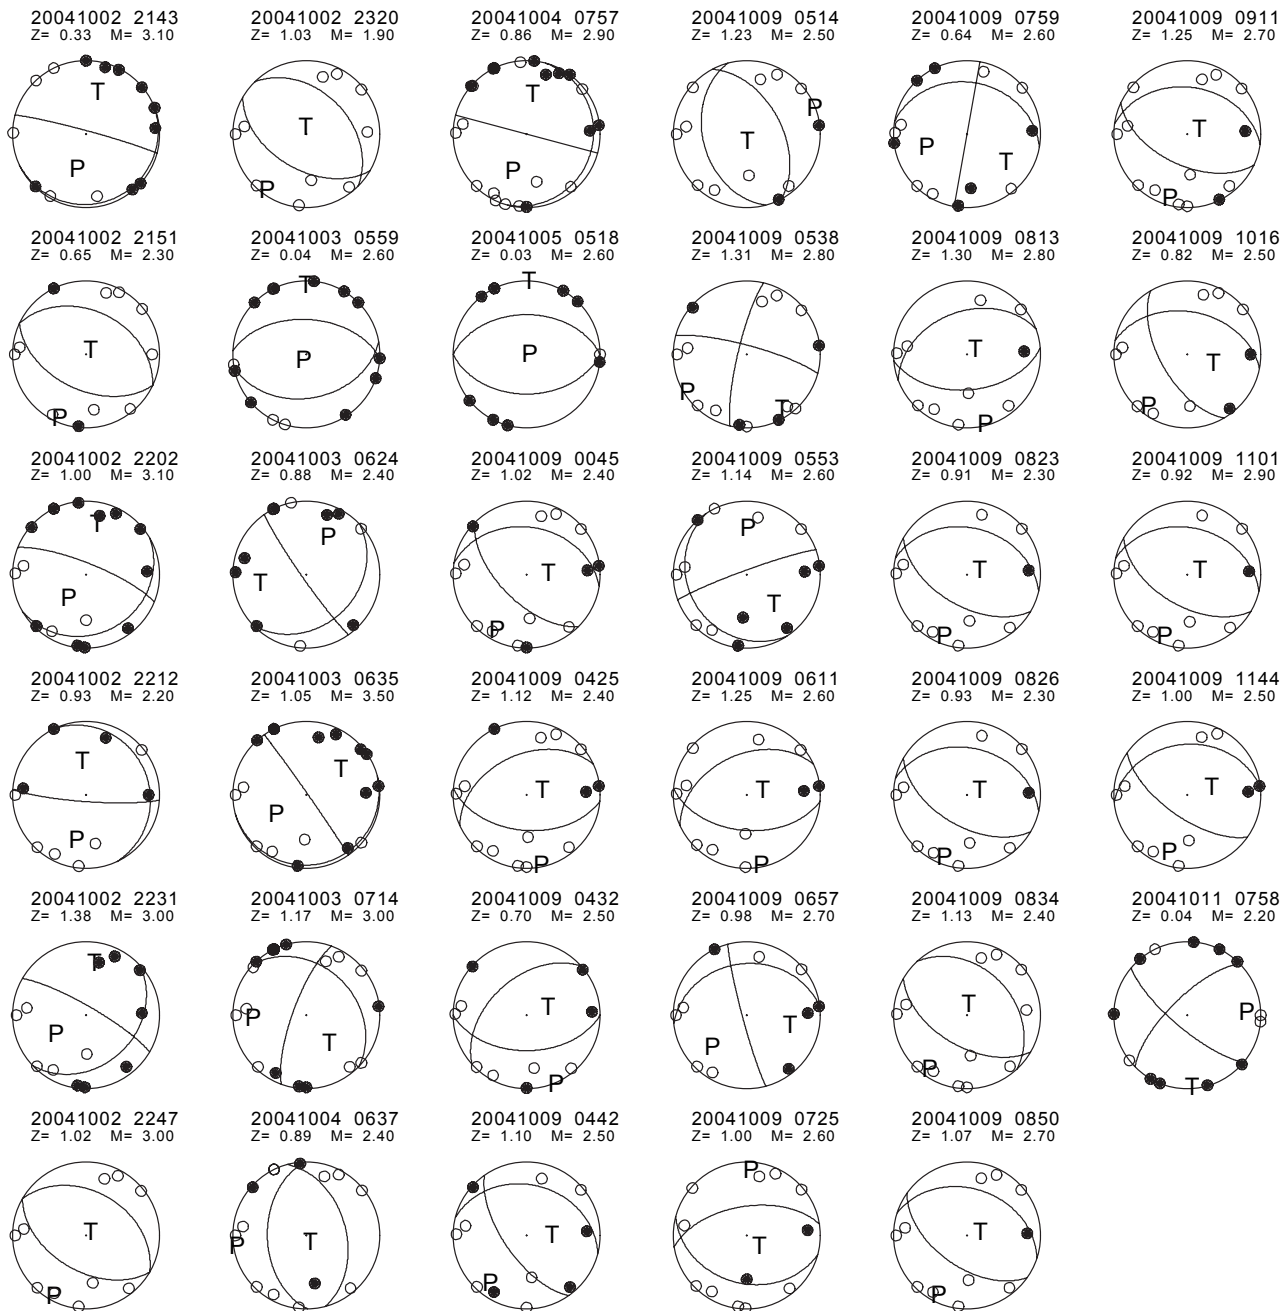 20041002 2143 20041002 2320 20041004 0757 20041009 0514 20041009 0759 20041009 0911
Z= 0.33 M= 3.10 Z= 1.03 M= 1.90 Z= 0.86 M= 2.90 Z= 1.23 M= 2.50 Z= 0.64 M= 2.60 Z= 1.25 M= 2.70
T T T P P T
P P P T T P
20041002 2151 20041003 0559 20041005 0518 20041009 0538 20041009 0813 20041009 1016
Z= 0.65 M= 2.30 Z= 0.04 M= 2.60 Z= 0.03 M= 2.60 Z= 1.31 M= 2.80 Z= 1.30 M= 2.80 Z= 0.82 M= 2.50
T T T P T T
P P P T P P
20041002 2202 20041003 0624 20041009 0045 20041009 0553 20041009 0823 20041009 1101
Z= 1.00 M= 3.10 Z= 0.88 M= 2.40 Z= 1.02 M= 2.40 Z= 1.14 M= 2.60 Z= 0.91 M= 2.30 Z= 0.92 M= 2.90
T P T P T T
P T P T P P
20041002 2212 20041003 0635 20041009 0425 20041009 0611 20041009 0826 20041009 1144
Z= 0.93 M= 2.20 Z= 1.05 M= 3.50 Z= 1.12 M= 2.40 Z= 1.25 M= 2.60 Z= 0.93 M= 2.30 Z= 1.00 M= 2.50
T T T T T T
P P P P P P
20041002 2231 20041003 0714 20041009 0432 20041009 0657 20041009 0834 20041011 0758
Z= 1.38 M= 3.00 Z= 1.17 M= 3.00 Z= 0.70 M= 2.50 Z= 0.98 M= 2.70 Z= 1.13 M= 2.40 Z= 0.04 M= 2.20
T P T T T P
P T P P P T
20041002 2247 20041004 0637 20041009 0442 20041009 0725 20041009 0850
Z= 1.02 M= 3.00 Z= 0.89 M= 2.40 Z= 1.10 M= 2.50 Z= 1.00 M= 2.60 Z= 1.07 M= 2.70
T P T P T
P T P T P